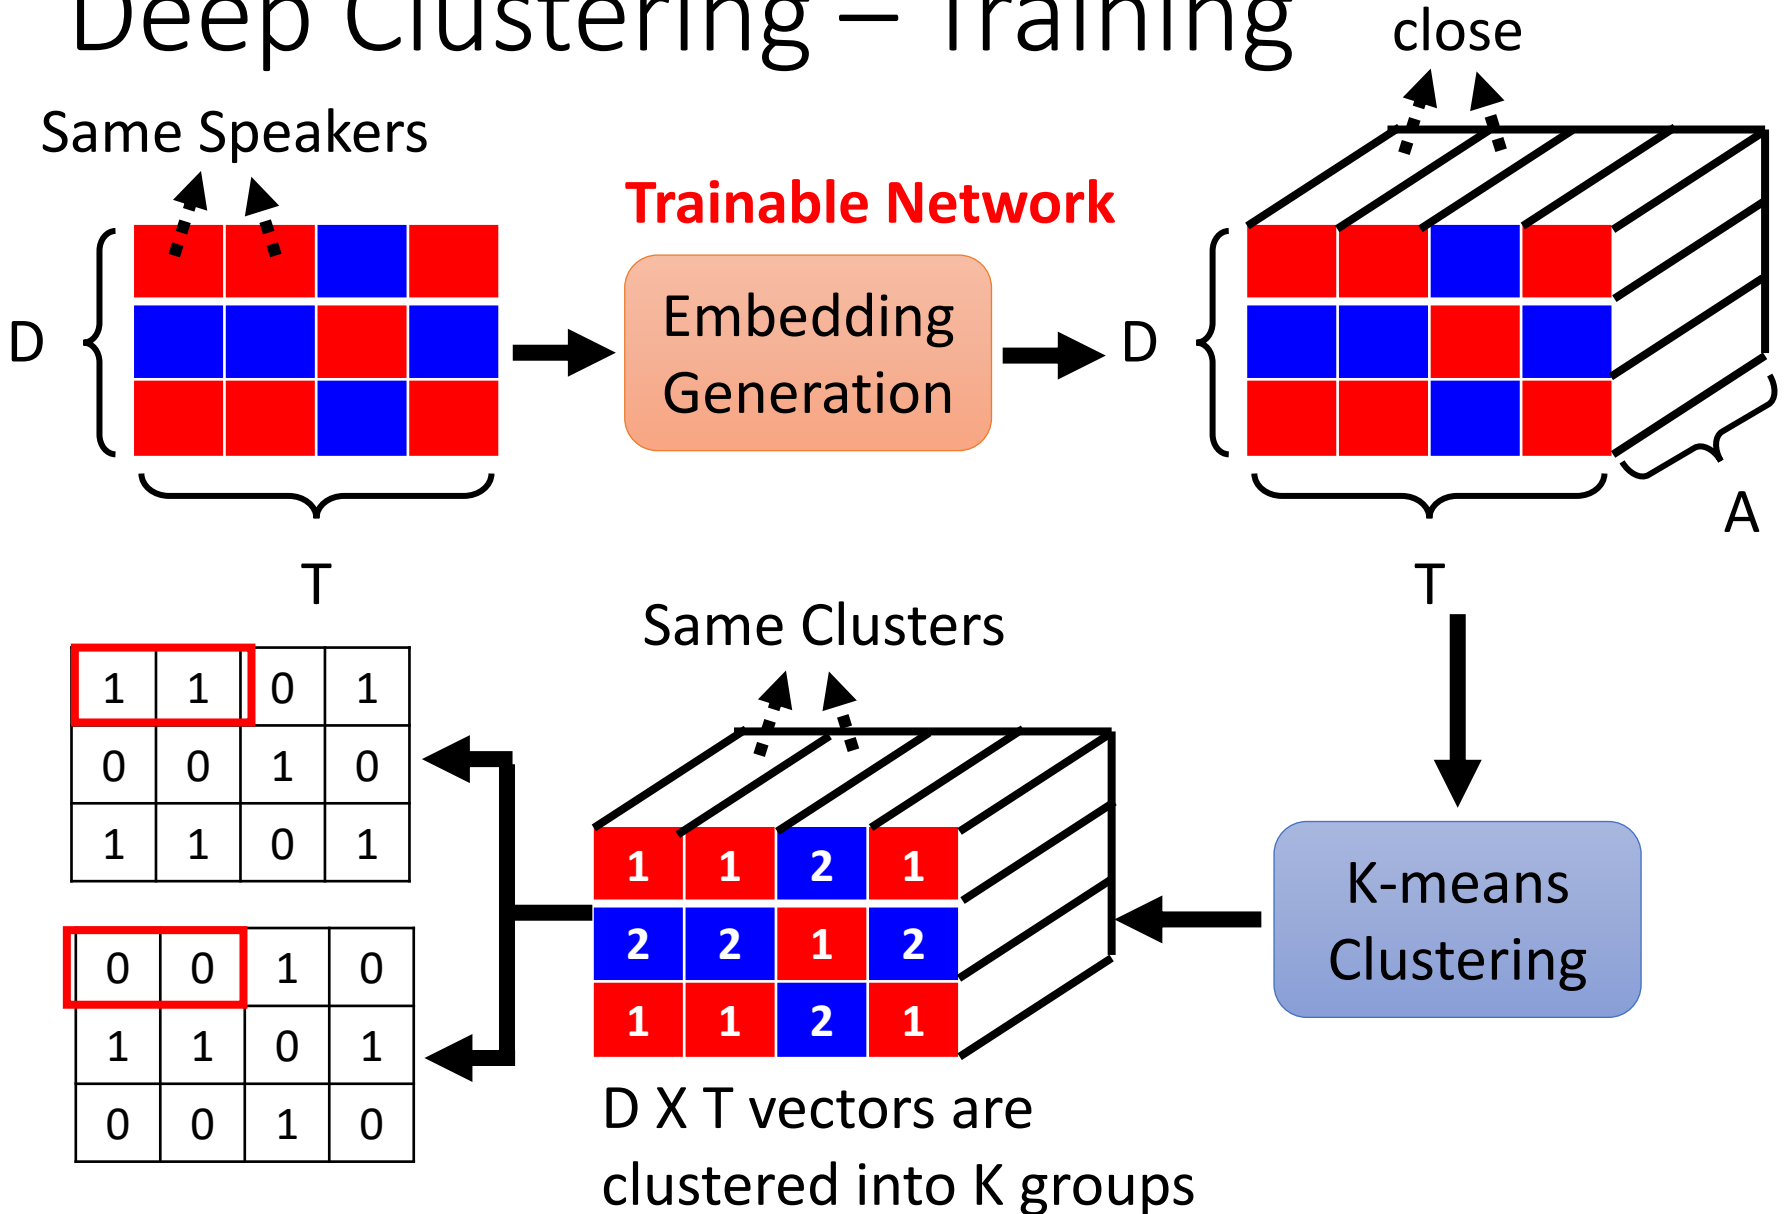 Deep Clustering – Training
close
Same Speakers
Trainable Network
Embedding
Generation
D
D
A
T
T
Same Clusters
1 1 0 1
0 0 1 0
1 1 0 1
0 0 1 0
1 1 0 1
0 0 1 0
1 1 2 1
2 2 1 2
1 1 2 1
K-means
Clustering
D X T vectors are
clustered into K groups